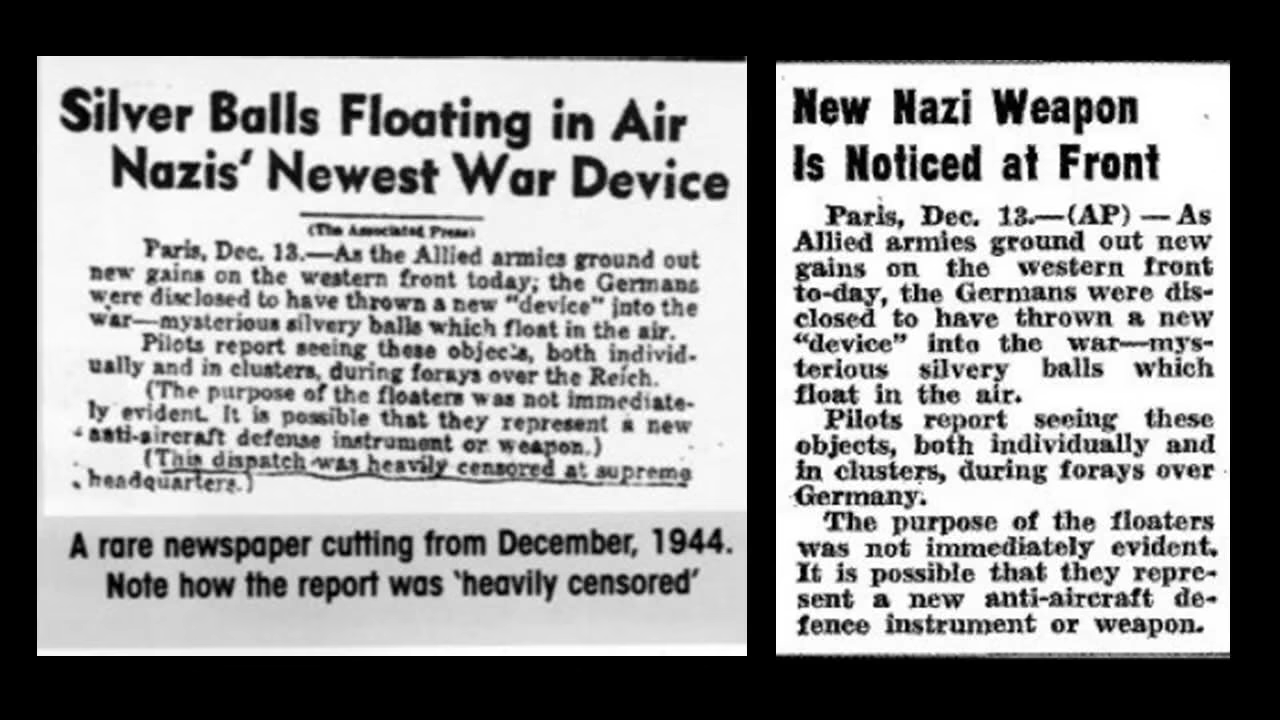 Silver Balls Floating in Air
Nazis' Newest War Device
(The Associated Press)
Paris, Dec. 13.—As the Allied armies ground out
new gains on the western front today; the Germans
were disclosed to have thrown a new "device" into the
war—mysterious silvery balls which float in the air.
Pilots report seeing these objects, both individ-
ually and in clusters, during forays over the Reich.
(The purpose of the floaters was not immediate-
ly evident. It is possible that they represent a new
anti-aircraft defense instrument or weapon.)
(This dispatch was heavily censored at supreme
headquarters.)
A rare newspaper cutting from December, 1944.
Note how the report was 'heavily censored'
New Nazi Weapon
Is Noticed at Front
Paris, Dec. 13.—(AP) — As
Allied armies ground out new
gains on the western front
to-day, the Germans were dis-
closed to have thrown a new
"device" into the war—mys-
terious silvery balls which
float in the air.
Pilots report seeing these
objects, both individually and
in clusters, during forays over
Germany.
The purpose of the floaters
was not immediately evident.
It is possible that they repre-
sent a new anti-aircraft de-
fence instrument or weapon.